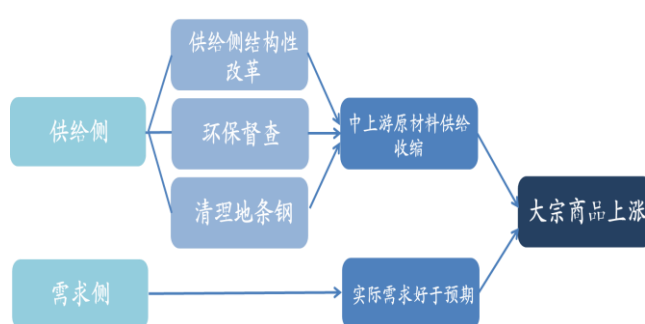 供给侧结构性
改革
供给侧
环保督查
中上游原材料供给
收缩
清理地条钢
大宗商品上涨
需求侧
实际需求好于预期